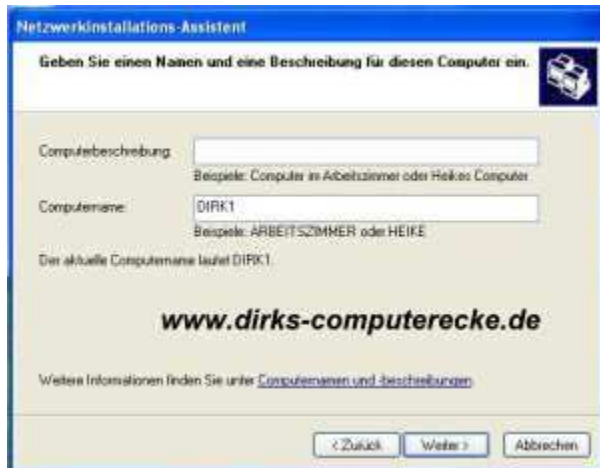 Netzwerkinstallations-Assistent
Geben Sie einen Namen und eine Beschreibung für diesen Computer ein.
Computerbeschreibung:
Beispiele: Computer im Arbeitszimmer oder Heikes Computer
Computername: DIRK1
Beispiele: ARBEITSZIMMER oder HEIKE
Der aktuelle Computername lautet DIRK1.
www.dirks-computerecke.de
Weitere Informationen finden Sie unter Computernamen und -beschreibungen.
< Zurück Weiter > Abbrechen